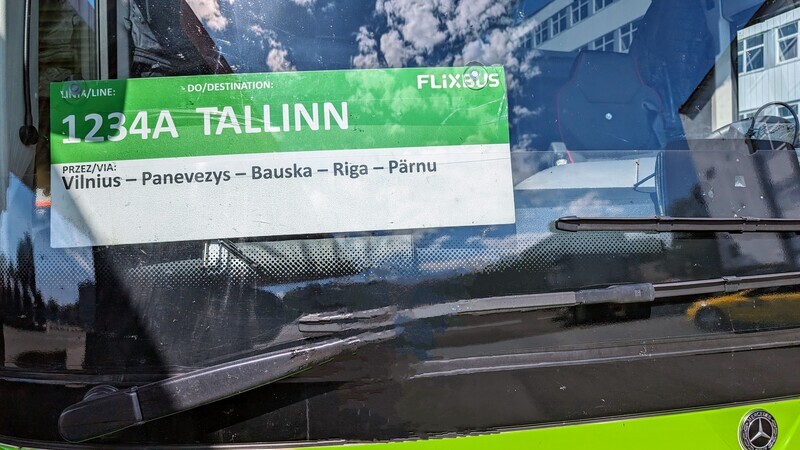 LINIA/LINE:
DO/DESTINATION:
FLiXBUS
1234A TALLINN
PRZEZ/VIA:
Vilnius – Panevezys – Bauska – Riga – Pärnu